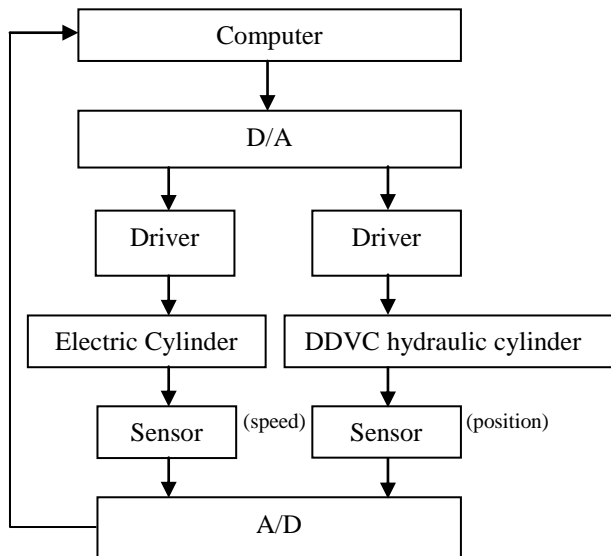 Computer
D/A
Driver
Driver
Electric Cylinder
DDVC hydraulic cylinder
Sensor
(speed)
Sensor
(position)
A/D